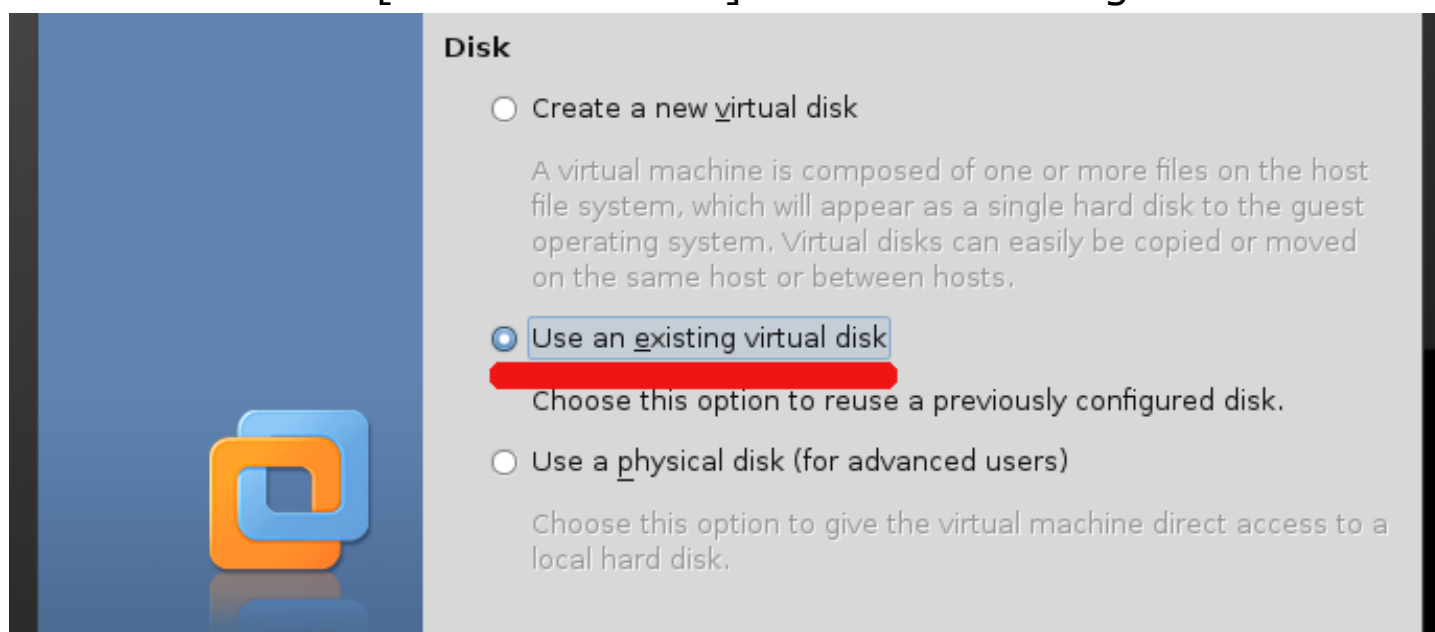 Disk
Create a new virtual disk
A virtual machine is composed of one or more files on the host
file system, which will appear as a single hard disk to the guest
operating system. Virtual disks can easily be copied or moved
on the same host or between hosts.
Use an existing virtual disk
Choose this option to reuse a previously configured disk.
Use a physical disk (for advanced users)
Choose this option to give the virtual machine direct access to a
local hard disk.